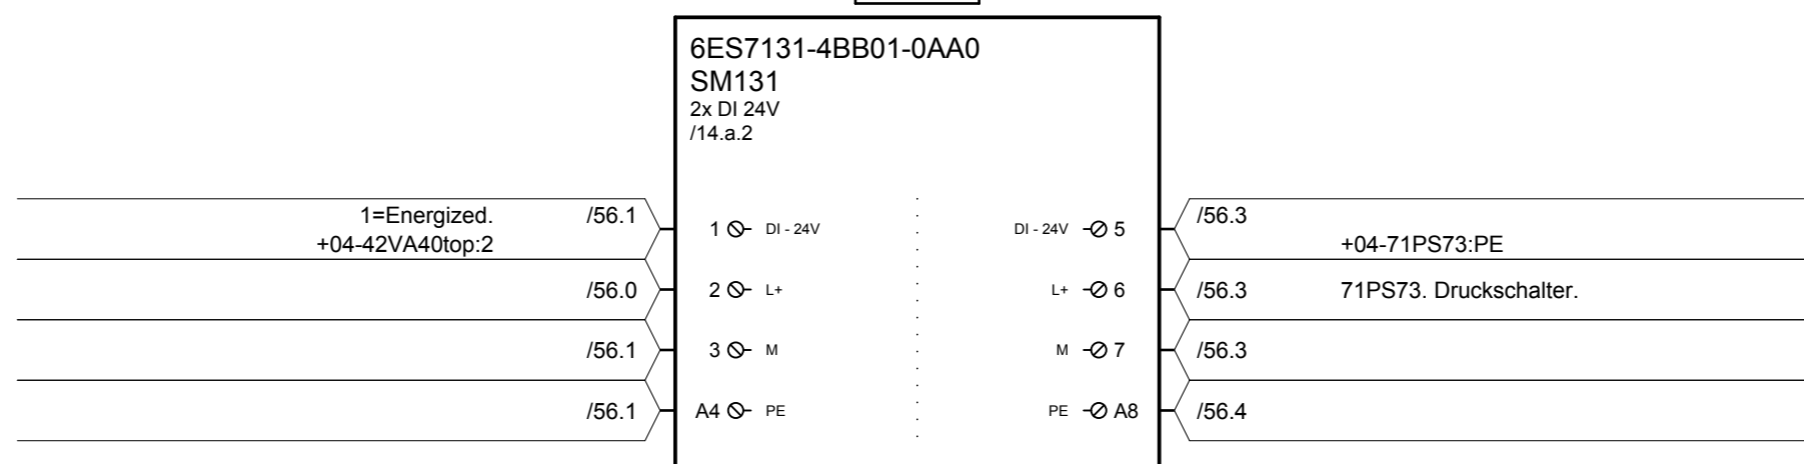 6ES7131-4BB01-0AA0
SM131
2x DI 24V
/14.a.2
1=Energized. /56.1 1 DI - 24V DI - 24V 5 /56.3
+04-42VA40top:2 +04-71PS73:PE
/56.0 2 L+ L+ 6 /56.3 71PS73. Druckschalter.
/56.1 3 M M 7 /56.3
/56.1 A4 PE PE A8 /56.4